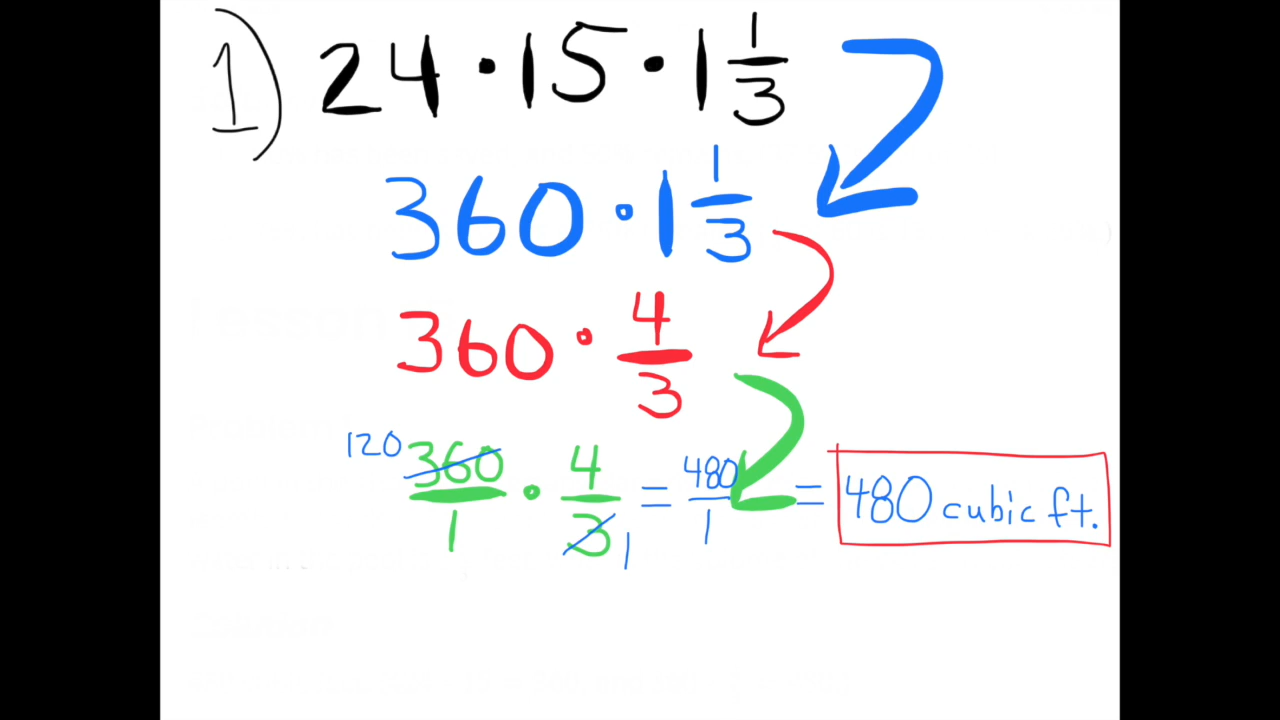 1) 24 · 15 · 1 1/3
360 · 1 1/3
360 · 4/3
120 360/1 · 4/3 1 = 480/1 = 480 cubic ft.